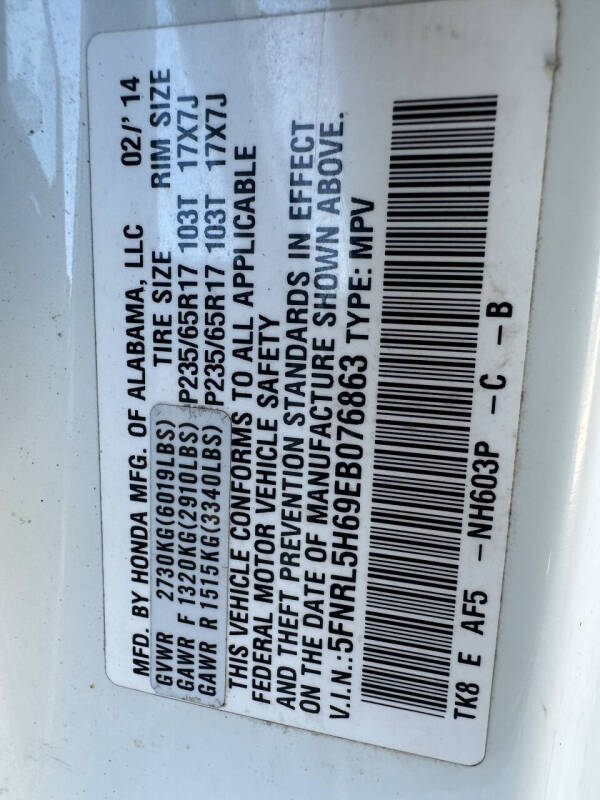 MFD. BY HONDA MFG. OF ALABAMA, LLC 02/'14
GVWR 2730KG(6019LBS) TIRE SIZE RIM SIZE
GAWR F 1320KG(2910LBS) P235/65R17 103T 17X7J
GAWR R 1515KG(3340LBS) P235/65R17 103T 17X7J
THIS VEHICLE CONFORMS TO ALL APPLICABLE
FEDERAL MOTOR VEHICLE SAFETY
AND THEFT PREVENTION STANDARDS IN EFFECT
ON THE DATE OF MANUFACTURE SHOWN ABOVE.
V.I.N.:5FNRL5H69EB076863 TYPE: MPV
TK8 E AF5 -NH603P -C -B